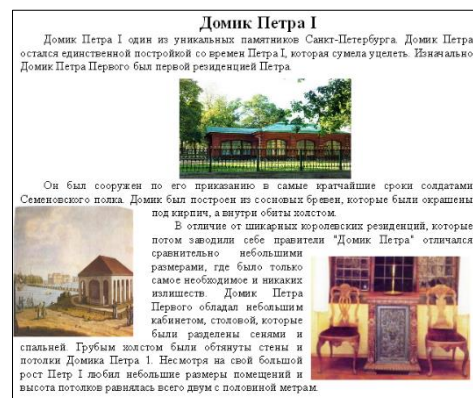 Домик Петра I
Домик Петра I один из уникальных памятников Санкт-Петербурга. Домик Петра
остался единственной постройкой со времен Петра I, которая сумела уцелеть. Изначально
Домик Петра Первого был первой резиденцией Петра.
Он был сооружен по его приказанию в самые кратчайшие сроки солдатами
Семеновского полка. Домик был построен из сосновых бревен, которые были окрашены
под кирпич, а внутри обиты холстом.
В отличие от шикарных королевских резиденций, которые
потом заводили себе правители "Домик Петра" отличался
сравнительно небольшими
размерами, где было только
самое необходимое и никаких
излишеств. Домик Петра
Первого обладал небольшим
кабинетом, столовой, которые
были разделены сенями и
спальней. Грубым холстом были обтянуты стены и
потолки Домика Петра 1. Несмотря на свой большой
рост Петр I любил небольшие размеры помещений и
высота потолков равнялась всего двум с половиной метрам.